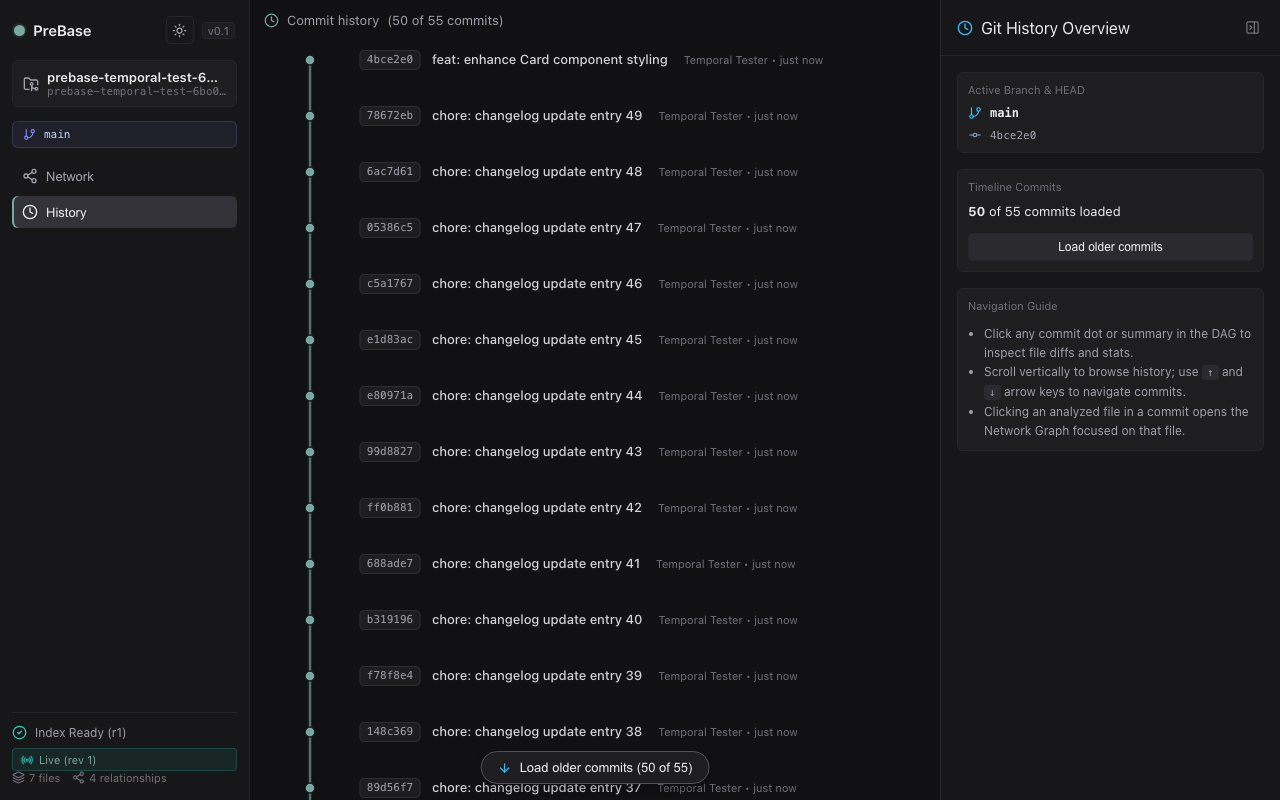 PreBase
v0.1
prebase-temporal-test-6...
prebase-temporal-test-6bo0…
main
Network
History
Index Ready (r1)
Live (rev 1)
7 files
4 relationships
Commit history (50 of 55 commits)
4bce2e0 feat: enhance Card component styling Temporal Tester • just now
78672eb chore: changelog update entry 49 Temporal Tester • just now
6ac7d61 chore: changelog update entry 48 Temporal Tester • just now
05386c5 chore: changelog update entry 47 Temporal Tester • just now
c5a1767 chore: changelog update entry 46 Temporal Tester • just now
e1d83ac chore: changelog update entry 45 Temporal Tester • just now
e80971a chore: changelog update entry 44 Temporal Tester • just now
99d8827 chore: changelog update entry 43 Temporal Tester • just now
ff0b881 chore: changelog update entry 42 Temporal Tester • just now
688ade7 chore: changelog update entry 41 Temporal Tester • just now
b319196 chore: changelog update entry 40 Temporal Tester • just now
f78f8e4 chore: changelog update entry 39 Temporal Tester • just now
148c369 chore: changelog update entry 38 Temporal Tester • just now
Load older commits (50 of 55)
89d56f7 chore: changelog update entry 37 Temporal Tester • just now
Git History Overview
Active Branch & HEAD
main
4bce2e0
Timeline Commits
50 of 55 commits loaded
Load older commits
Navigation Guide
• Click any commit dot or summary in the DAG to
inspect file diffs and stats.
• Scroll vertically to browse history; use ↑ and
↓ arrow keys to navigate commits.
• Clicking an analyzed file in a commit opens the
Network Graph focused on that file.